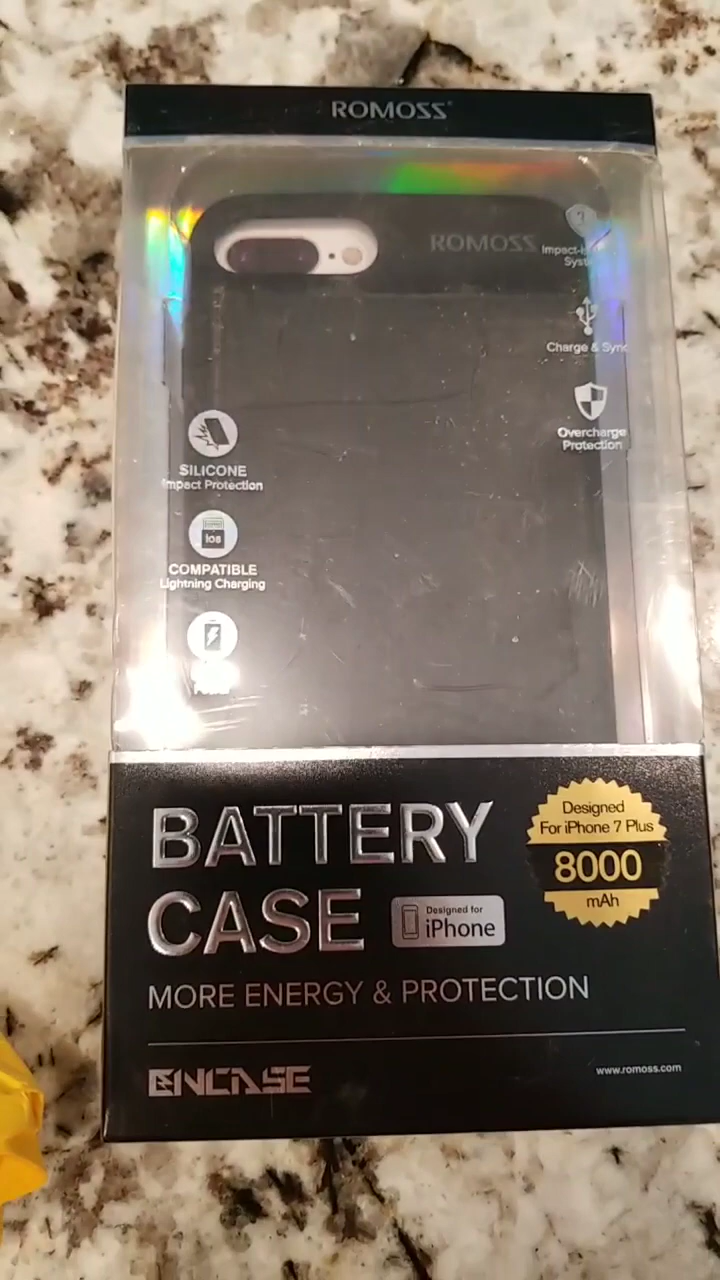 ROMOSS
ROMOSS
Charge & Sync
Overcharge
Protection
SILICONE
Impact Protection
ios
COMPATIBLE
Lightning Charging
BATTERY
CASE
Designed for
iPhone
Designed
For iPhone 7 Plus
8000
mAh
MORE ENERGY & PROTECTION
ENCASE
www.romoss.com